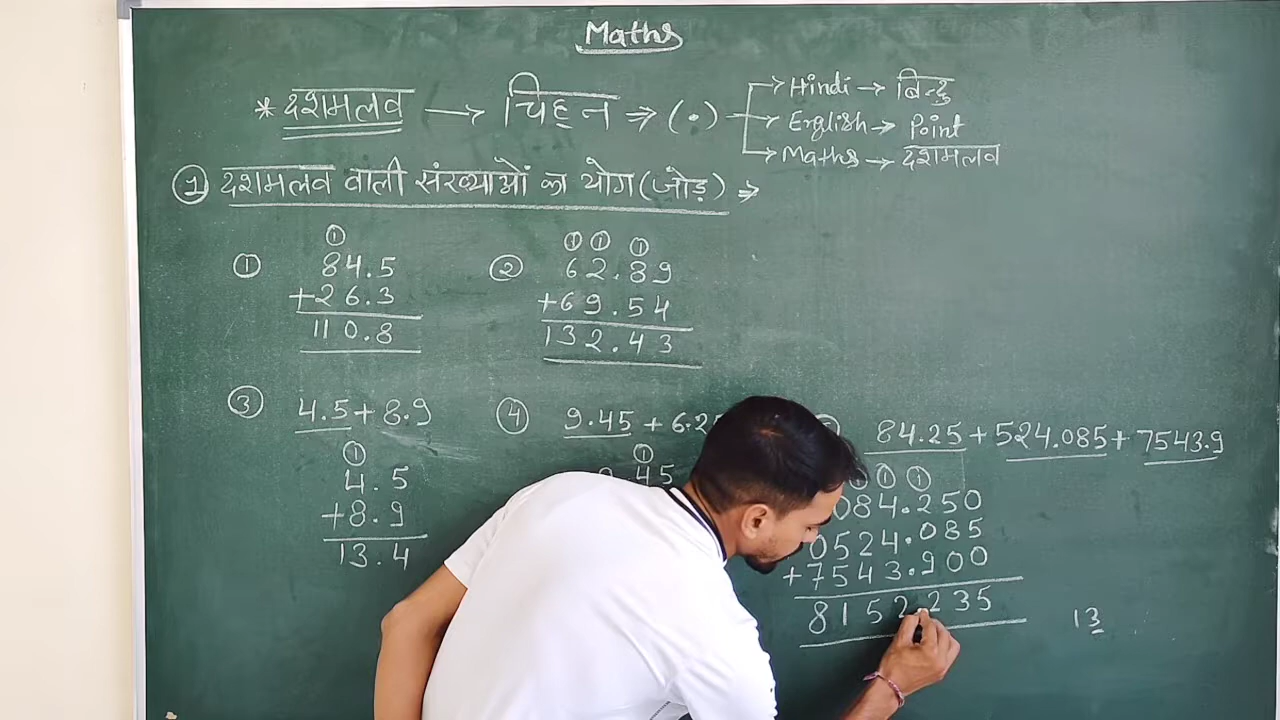 Maths
* दशमलव → चिह्न ⇒ (.)
→ Hindi → बिन्दु
→ English → Point
→ Maths → दशमलव
① दशमलव वाली संख्याओं का योग (जोड़) ⇒
①
①
84.5
+26.3
110.8
②
① ① ①
62.89
+69.54
132.43
③ 4.5 + 8.9
①
4.5
+8.9
13.4
④ 9.45 + 6.25
①
45
84.25 + 524.085 + 7543.9
① ①
084.250
0524.085
+7543.900
8152.235
13